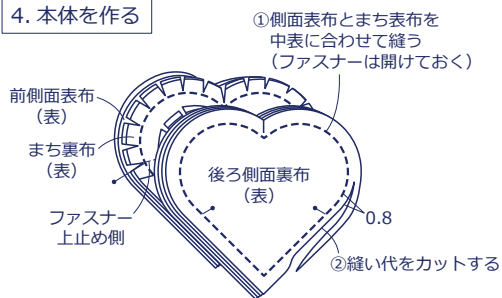 4. 本体を作る
①側面表布とまち表布を
中表に合わせて縫う
（ファスナーは開けておく）
前側面表布
（表）
まち裏布
（表）
後ろ側面裏布
（表）
ファスナー
上止め側
0.8
②縫い代をカットする